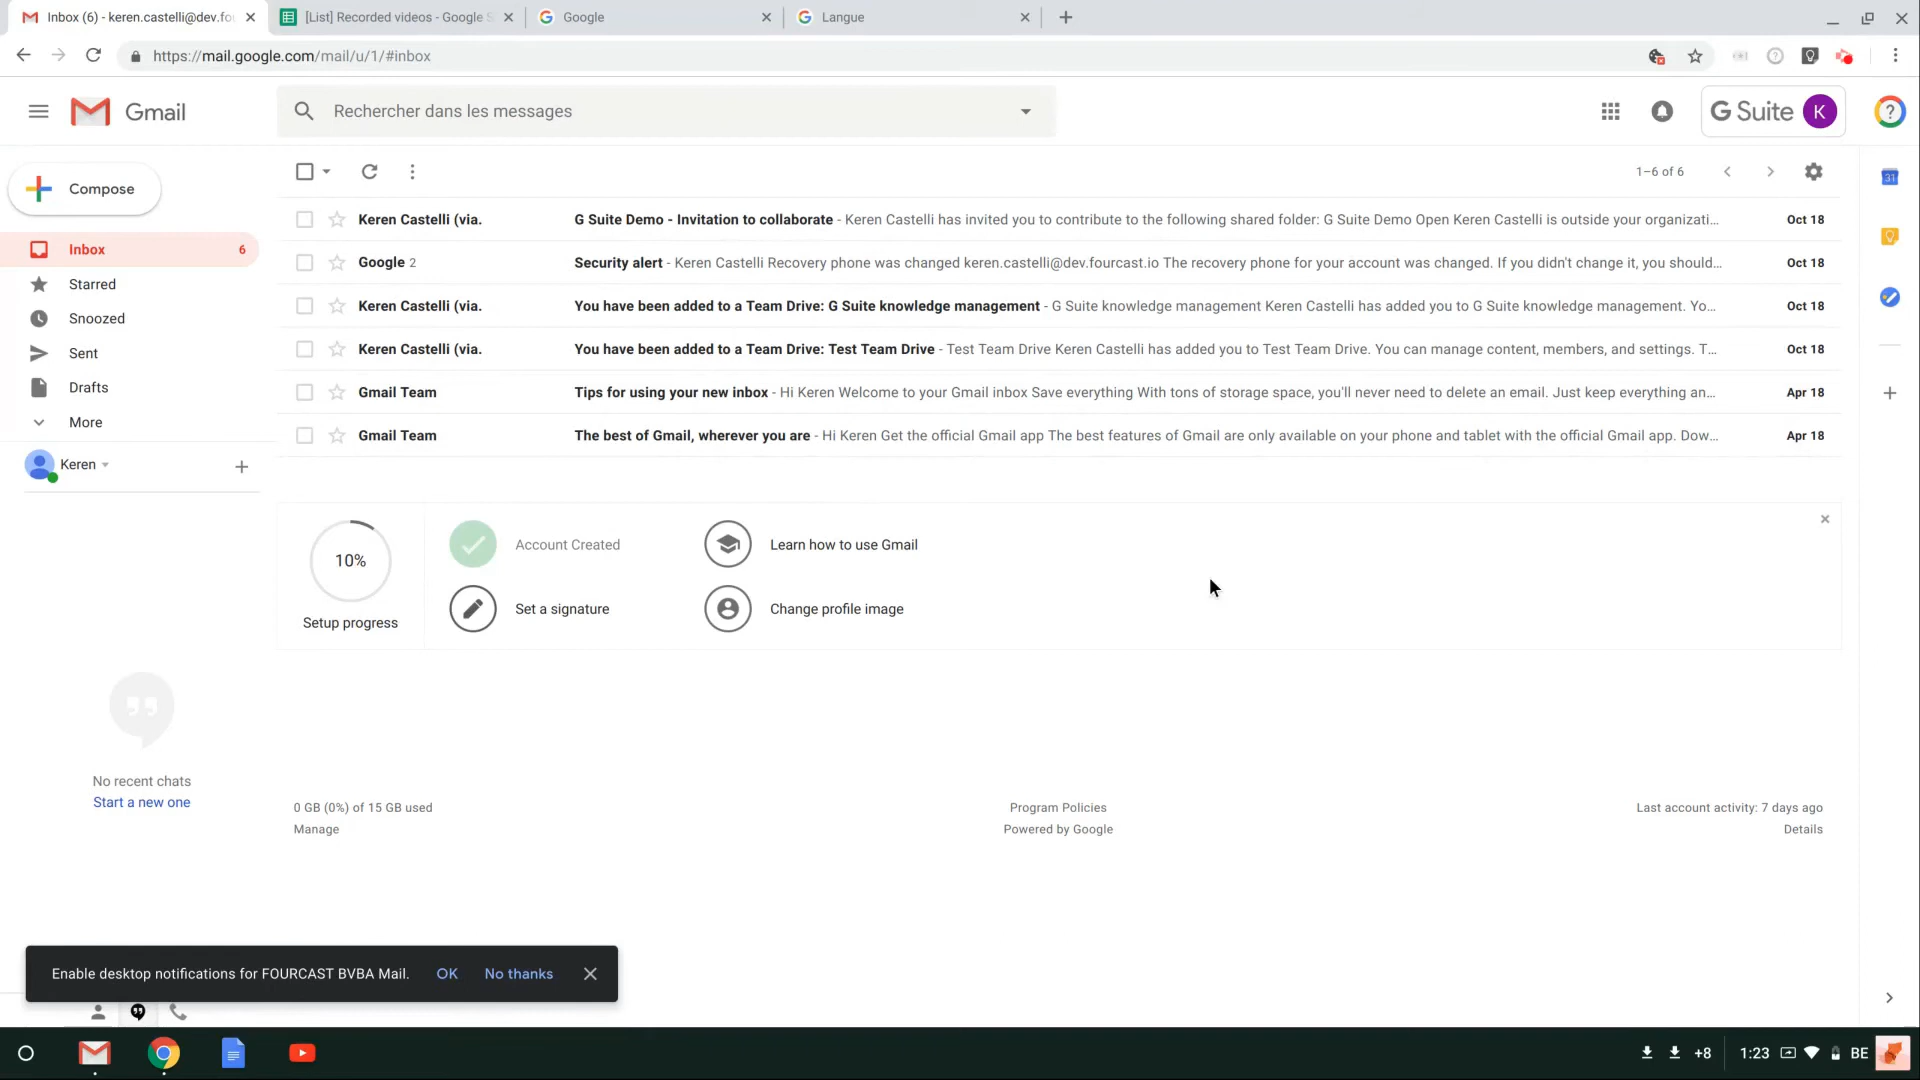 Inbox (6) - keren.castelli@dev.fo
[List] Recorded videos - Google S
Google
Langue
https://mail.google.com/mail/u/1/#inbox
Gmail
Rechercher dans les messages
G Suite
K
?
Compose
1–6 of 6
31
Inbox 6
Starred
Snoozed
Sent
Drafts
More
Keren
Keren Castelli (via. G Suite Demo - Invitation to collaborate - Keren Castelli has invited you to contribute to the following shared folder: G Suite Demo Open Keren Castelli is outside your organizati... Oct 18
Google 2 Security alert - Keren Castelli Recovery phone was changed keren.castelli@dev.fourcast.io The recovery phone for your account was changed. If you didn't change it, you should... Oct 18
Keren Castelli (via. You have been added to a Team Drive: G Suite knowledge management - G Suite knowledge management Keren Castelli has added you to G Suite knowledge management. Yo... Oct 18
Keren Castelli (via. You have been added to a Team Drive: Test Team Drive - Test Team Drive Keren Castelli has added you to Test Team Drive. You can manage content, members, and settings. T... Oct 18
Gmail Team Tips for using your new inbox - Hi Keren Welcome to your Gmail inbox Save everything With tons of storage space, you'll never need to delete an email. Just keep everything an... Apr 18
Gmail Team The best of Gmail, wherever you are - Hi Keren Get the official Gmail app The best features of Gmail are only available on your phone and tablet with the official Gmail app. Dow... Apr 18
10%
Setup progress
Account Created
Learn how to use Gmail
Set a signature
Change profile image
No recent chats
Start a new one
0 GB (0%) of 15 GB used
Manage
Program Policies
Powered by Google
Last account activity: 7 days ago
Details
Enable desktop notifications for FOURCAST BVBA Mail. OK No thanks
+8 1:23 BE